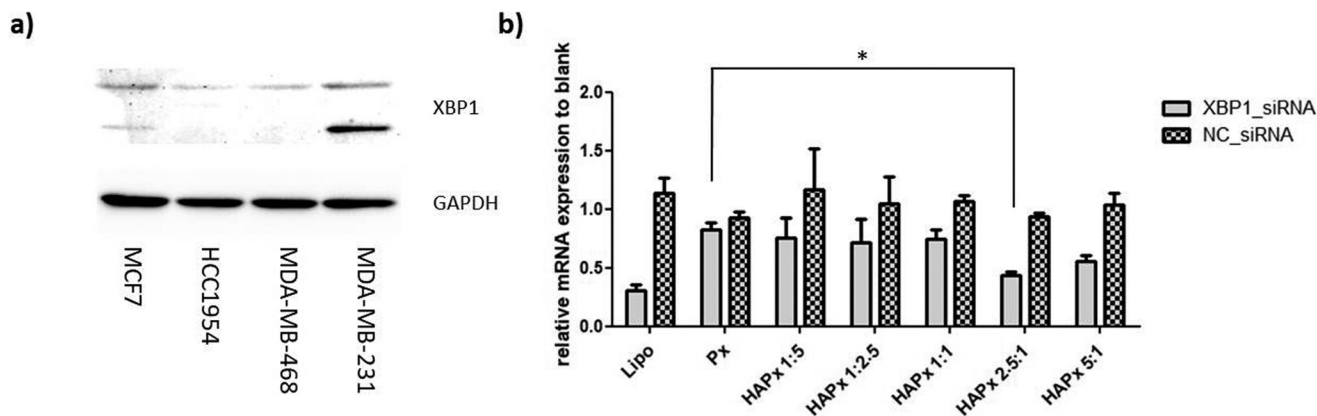 a)
XBP1
GAPDH
MCF7
HCC1954
MDA-MB-468
MDA-MB-231
b)
relative mRNA expression to blank
2.0
1.5
1.0
0.5
0.0
*
XBP1_siRNA
NC_siRNA
Lipo
Px
HAPx 1:5
HAPx 1:2.5
HAPx 1:1
HAPx 2.5:1
HAPx 5:1